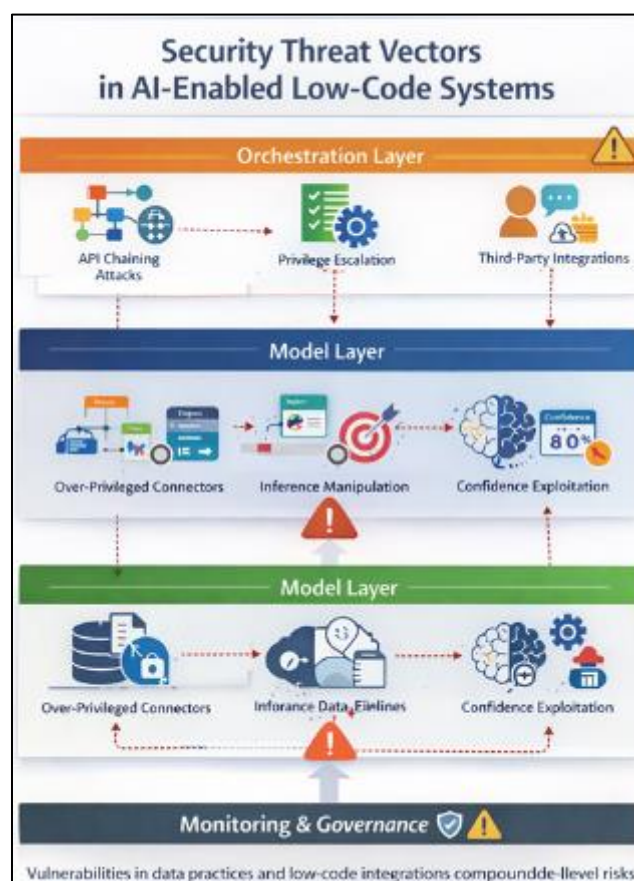 Security Threat Vectors
in AI-Enabled Low-Code Systems
Orchestration Layer
API Chaining
Attacks
Privilege Escalation
Third-Party Integrations
Model Layer
Confidence
80%
Over-Privileged Connectors
Inference Manipulation
Confidence Exploitation
Model Layer
Over-Privileged Connectors
Inforance Data, Eielines
Confidence Exploitation
Monitoring & Governance
Vulnerabilities in data practices and low-code integrations compoundde-llevel risks